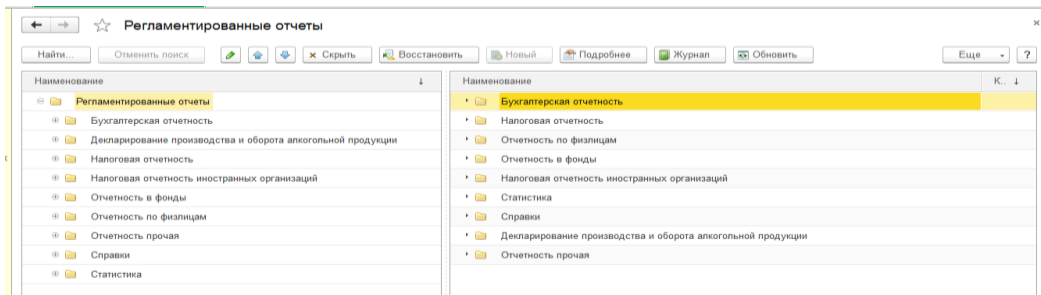 Регламентированные отчеты
Найти... Отменить поиск Скрыть Восстановить Новый Подробнее Журнал Обновить Еще ?
Наименование
Регламентированные отчеты
Бухгалтерская отчетность
Декларирование производства и оборота алкогольной продукции
Налоговая отчетность
Налоговая отчетность иностранных организаций
Отчетность в фонды
Отчетность по физлицам
Отчетность прочая
Справки
Статистика
Наименование К..
Бухгалтерская отчетность
Налоговая отчетность
Отчетность по физлицам
Отчетность в фонды
Налоговая отчетность иностранных организаций
Статистика
Справки
Декларирование производства и оборота алкогольной продукции
Отчетность прочая